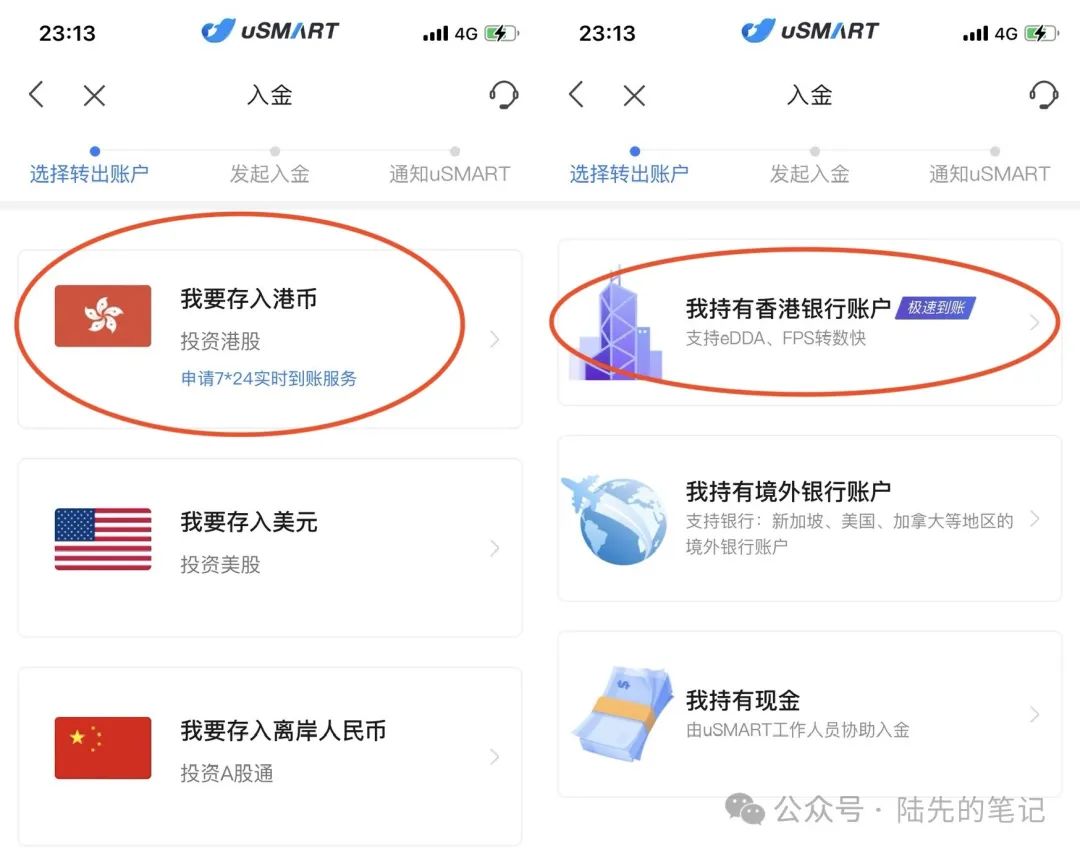 23:13
uSMART
4G
入金
选择转出账户
发起入金
通知uSMART
我要存入港币
投资港股
申请7*24实时到账服务
我要存入美元
投资美股
我要存入离岸人民币
投资A股通
23:13
uSMART
4G
入金
选择转出账户
发起入金
通知uSMART
我持有香港银行账户 极速到账
支持eDDA、FPS转数快
我持有境外银行账户
支持银行：新加坡、美国、加拿大等地区的
境外银行账户
我持有现金
由uSMART工作人员协助入金
公众号 · 陆先的笔记